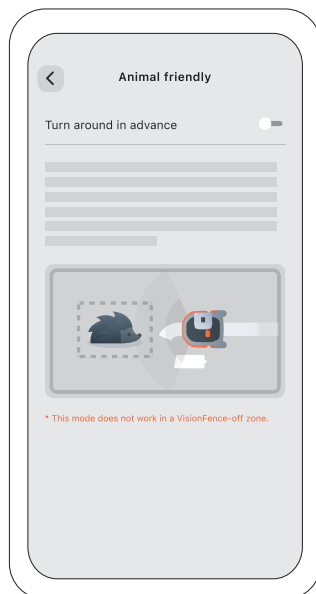 Animal friendly
Turn around in advance
* This mode does not work in a VisionFence-off zone.